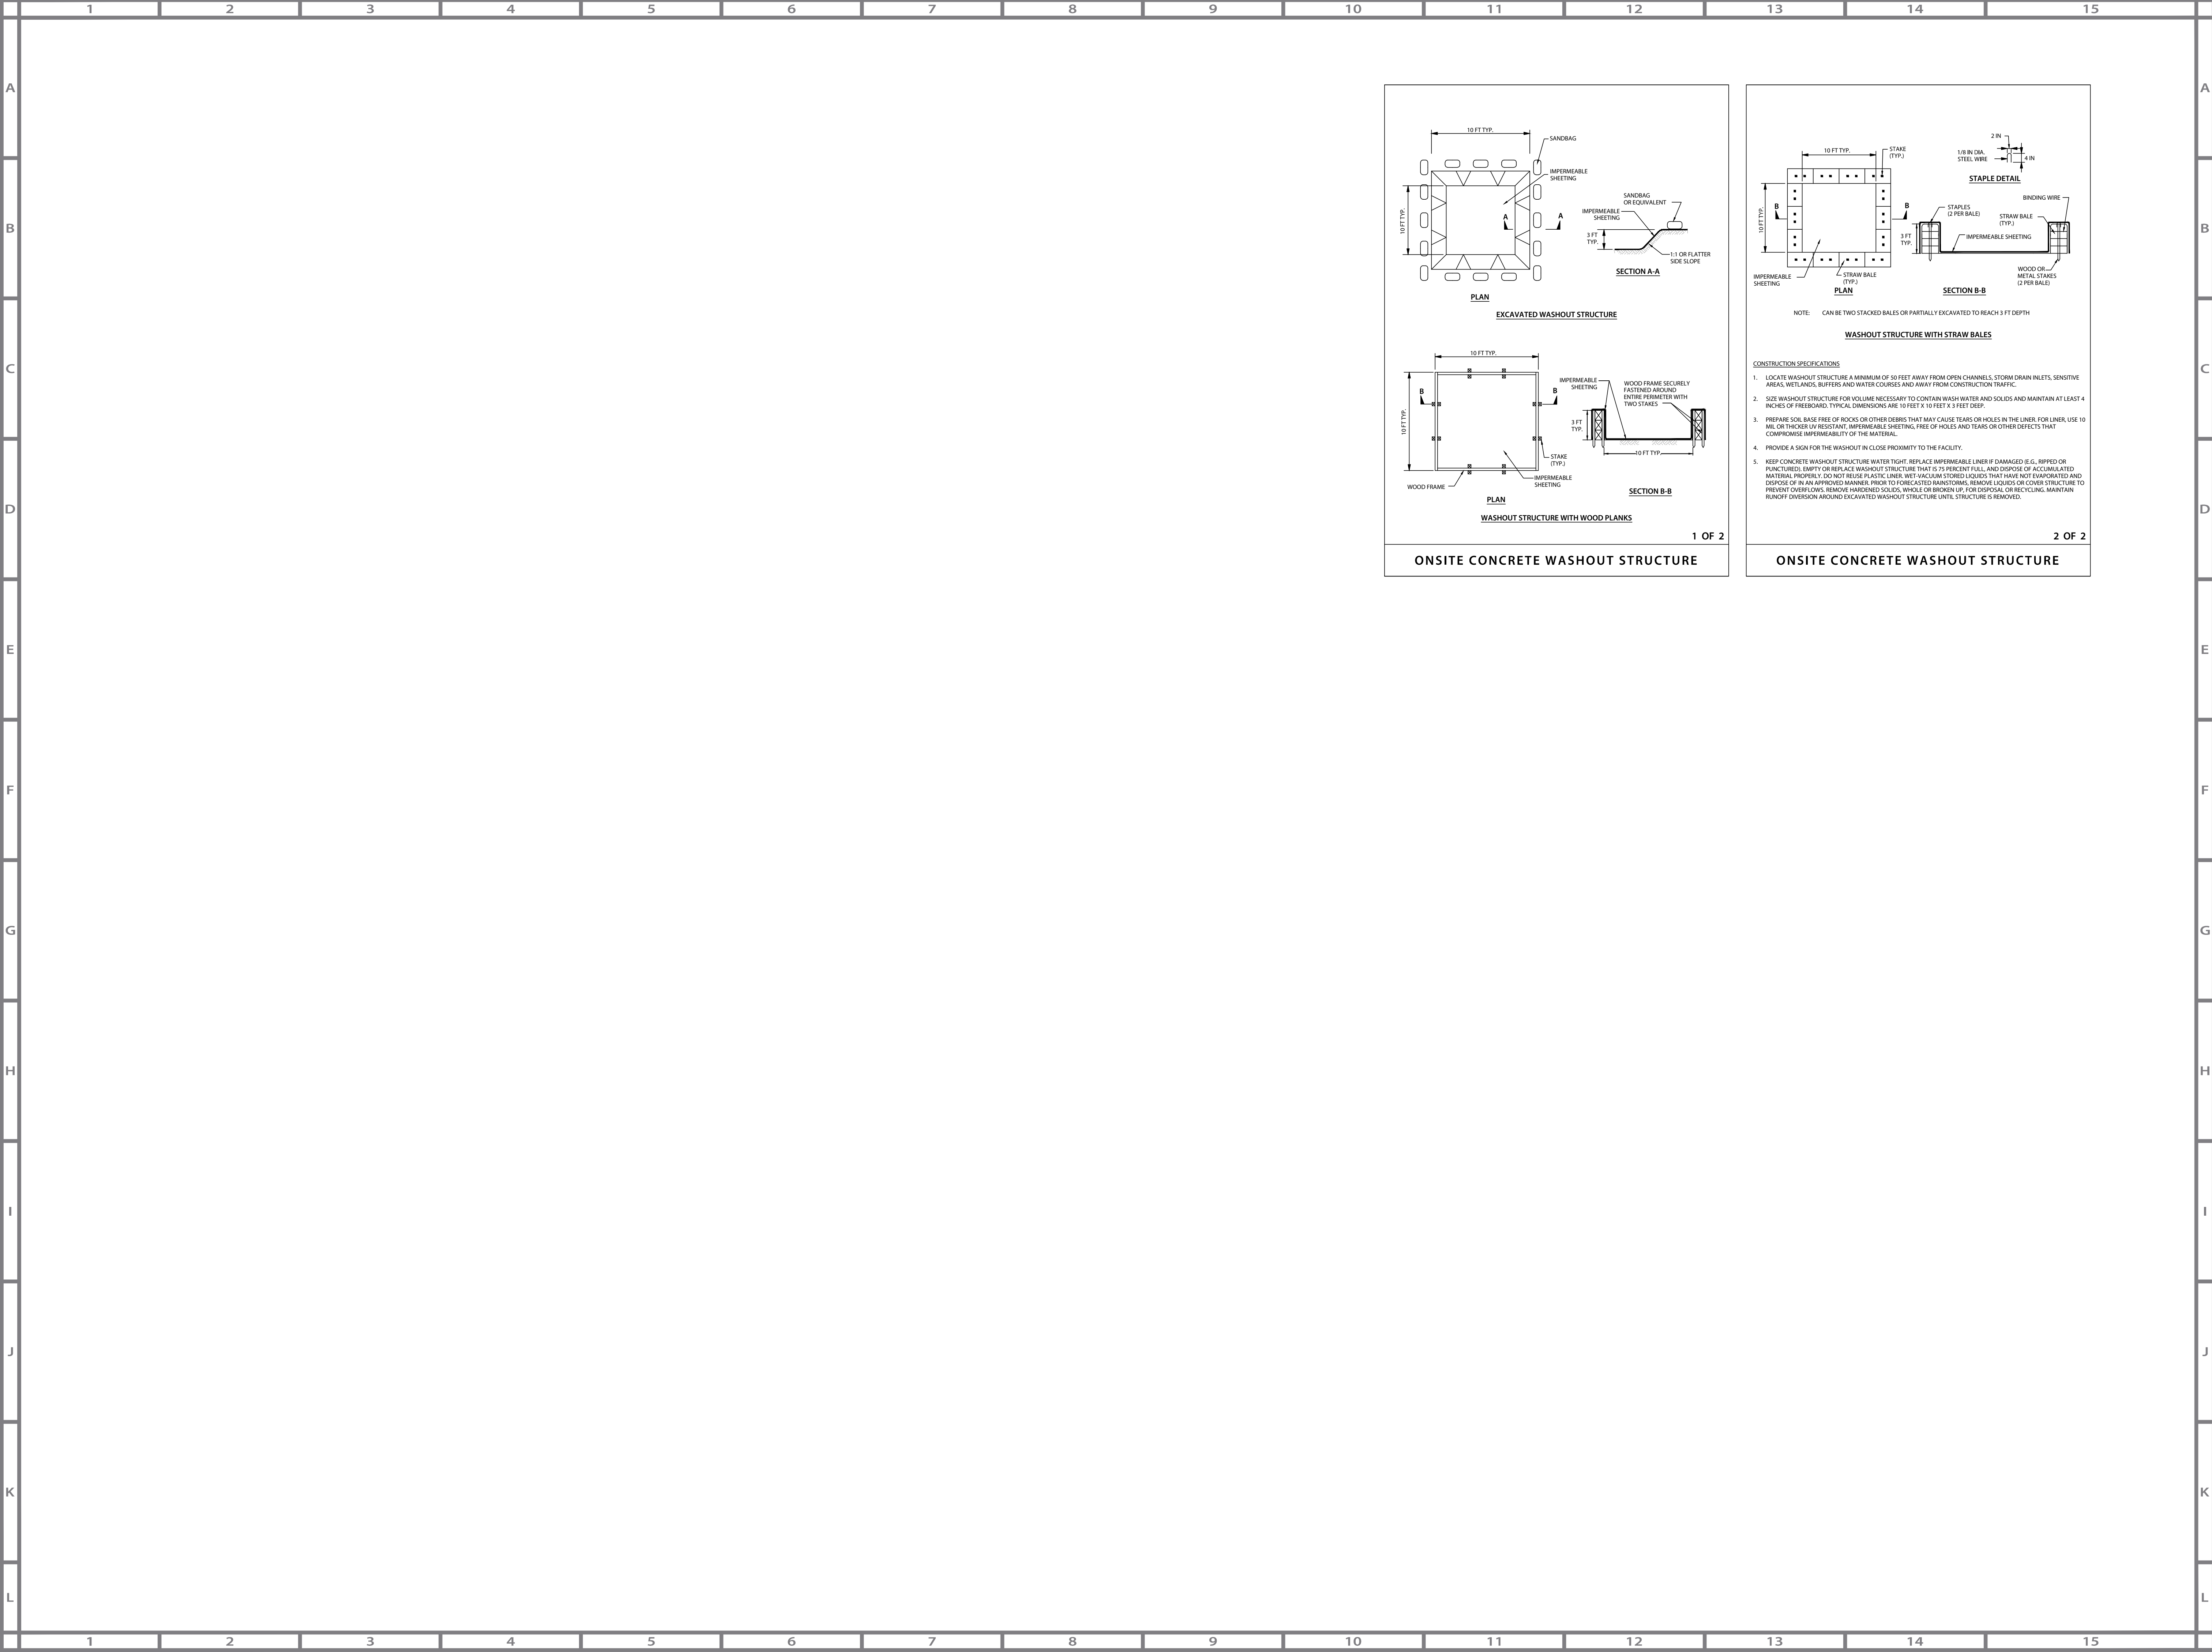 1 2 3 4 5 6 7 8 9 10 11 12 13 14 15
A A
B B
C C
D D
E E
F F
G G
H H
I I
J J
K K
L L
10 FT TYP.
SANDBAG
IMPERMEABLE
SHEETING
10 FT TYP.
A
A
PLAN
SANDBAG
OR EQUIVALENT
IMPERMEABLE
SHEETING
3 FT
TYP.
1:1 OR FLATTER
SIDE SLOPE
SECTION A-A
EXCAVATED WASHOUT STRUCTURE
10 FT TYP.
10 FT TYP.
B
B
STAKE
(TYP.)
IMPERMEABLE
SHEETING
WOOD FRAME
PLAN
IMPERMEABLE
SHEETING
WOOD FRAME SECURELY
FASTENED AROUND
ENTIRE PERIMETER WITH
TWO STAKES
3 FT
TYP.
10 FT TYP.
SECTION B-B
WASHOUT STRUCTURE WITH WOOD PLANKS
1 OF 2
ONSITE CONCRETE WASHOUT STRUCTURE
10 FT TYP.
STAKE
(TYP.)
10 FT TYP.
B
B
IMPERMEABLE
SHEETING
STRAW BALE
(TYP.)
PLAN
2 IN
1/8 IN DIA.
STEEL WIRE
4 IN
STAPLE DETAIL
BINDING WIRE
STAPLES
(2 PER BALE)
STRAW BALE
(TYP.)
3 FT
TYP.
IMPERMEABLE SHEETING
WOOD OR
METAL STAKES
(2 PER BALE)
SECTION B-B
NOTE: CAN BE TWO STACKED BALES OR PARTIALLY EXCAVATED TO REACH 3 FT DEPTH
WASHOUT STRUCTURE WITH STRAW BALES
CONSTRUCTION SPECIFICATIONS
1. LOCATE WASHOUT STRUCTURE A MINIMUM OF 50 FEET AWAY FROM OPEN CHANNELS, STORM DRAIN INLETS, SENSITIVE
AREAS, WETLANDS, BUFFERS AND WATER COURSES AND AWAY FROM CONSTRUCTION TRAFFIC.
2. SIZE WASHOUT STRUCTURE FOR VOLUME NECESSARY TO CONTAIN WASH WATER AND SOLIDS AND MAINTAIN AT LEAST 4
INCHES OF FREEBOARD. TYPICAL DIMENSIONS ARE 10 FEET X 10 FEET X 3 FEET DEEP.
3. PREPARE SOIL BASE FREE OF ROCKS OR OTHER DEBRIS THAT MAY CAUSE TEARS OR HOLES IN THE LINER. FOR LINER, USE 10
MIL OR THICKER UV RESISTANT, IMPERMEABLE SHEETING, FREE OF HOLES AND TEARS OR OTHER DEFECTS THAT
COMPROMISE IMPERMEABILITY OF THE MATERIAL.
4. PROVIDE A SIGN FOR THE WASHOUT IN CLOSE PROXIMITY TO THE FACILITY.
5. KEEP CONCRETE WASHOUT STRUCTURE WATER TIGHT. REPLACE IMPERMEABLE LINER IF DAMAGED (E.G., RIPPED OR
PUNCTURED). EMPTY OR REPLACE WASHOUT STRUCTURE THAT IS 75 PERCENT FULL, AND DISPOSE OF ACCUMULATED
MATERIAL PROPERLY. DO NOT REUSE PLASTIC LINER. WET-VACUUM STORED LIQUIDS THAT HAVE NOT EVAPORATED AND
DISPOSE OF IN AN APPROVED MANNER. PRIOR TO FORECASTED RAINSTORMS, REMOVE LIQUIDS OR COVER STRUCTURE TO
PREVENT OVERFLOWS. REMOVE HARDENED SOLIDS, WHOLE OR BROKEN UP, FOR DISPOSAL OR RECYCLING. MAINTAIN
RUNOFF DIVERSION AROUND EXCAVATED WASHOUT STRUCTURE UNTIL STRUCTURE IS REMOVED.
2 OF 2
ONSITE CONCRETE WASHOUT STRUCTURE
1 2 3 4 5 6 7 8 9 10 11 12 13 14 15